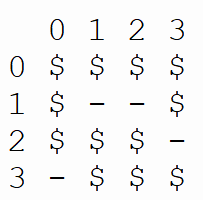 0 1 2 3
0 $ $ $ $
1 $ - - $
2 $ $ $ -
3 - $ $ $